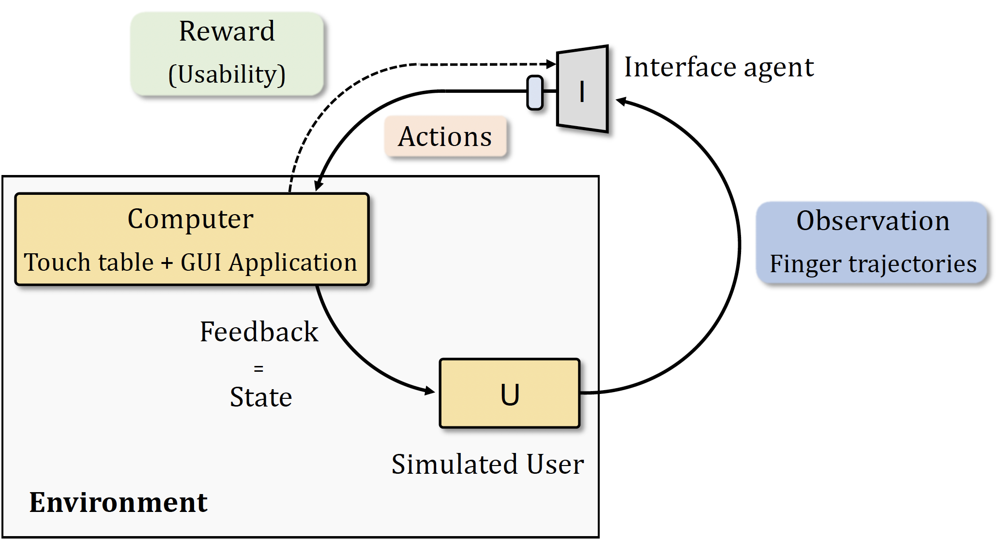 Reward
(Usability)
Interface agent
I
Actions
Computer
Touch table + GUI Application
Observation
Finger trajectories
Feedback
=
State
U
Simulated User
Environment